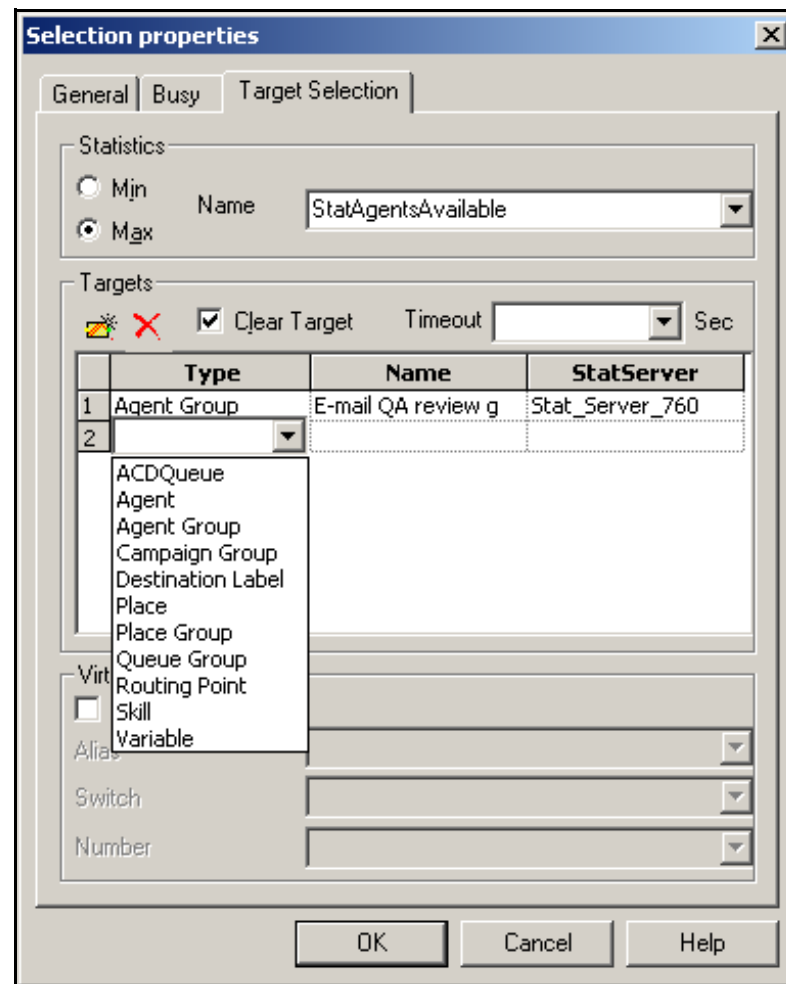 Selection properties
General Busy Target Selection
Statistics
Min
Max
Name StatAgentsAvailable
Targets
Clear Target Timeout Sec
Type Name StatServer
1 Agent Group E-mail QA review g Stat_Server_760
2
ACDQueue
Agent
Agent Group
Campaign Group
Destination Label
Place
Place Group
Queue Group
Routing Point
Skill
Variable
Virt
Alias
Switch
Number
OK Cancel Help